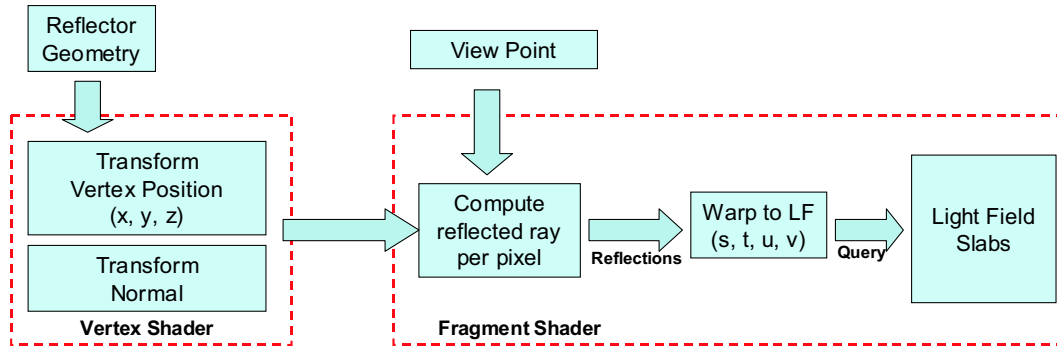 Reflector
Geometry
View Point
Transform
Vertex Position
(x, y, z)
Transform
Normal
Vertex Shader
Compute
reflected ray
per pixel
Reflections
Warp to LF
(s, t, u, v)
Query
Light Field
Slabs
Fragment Shader